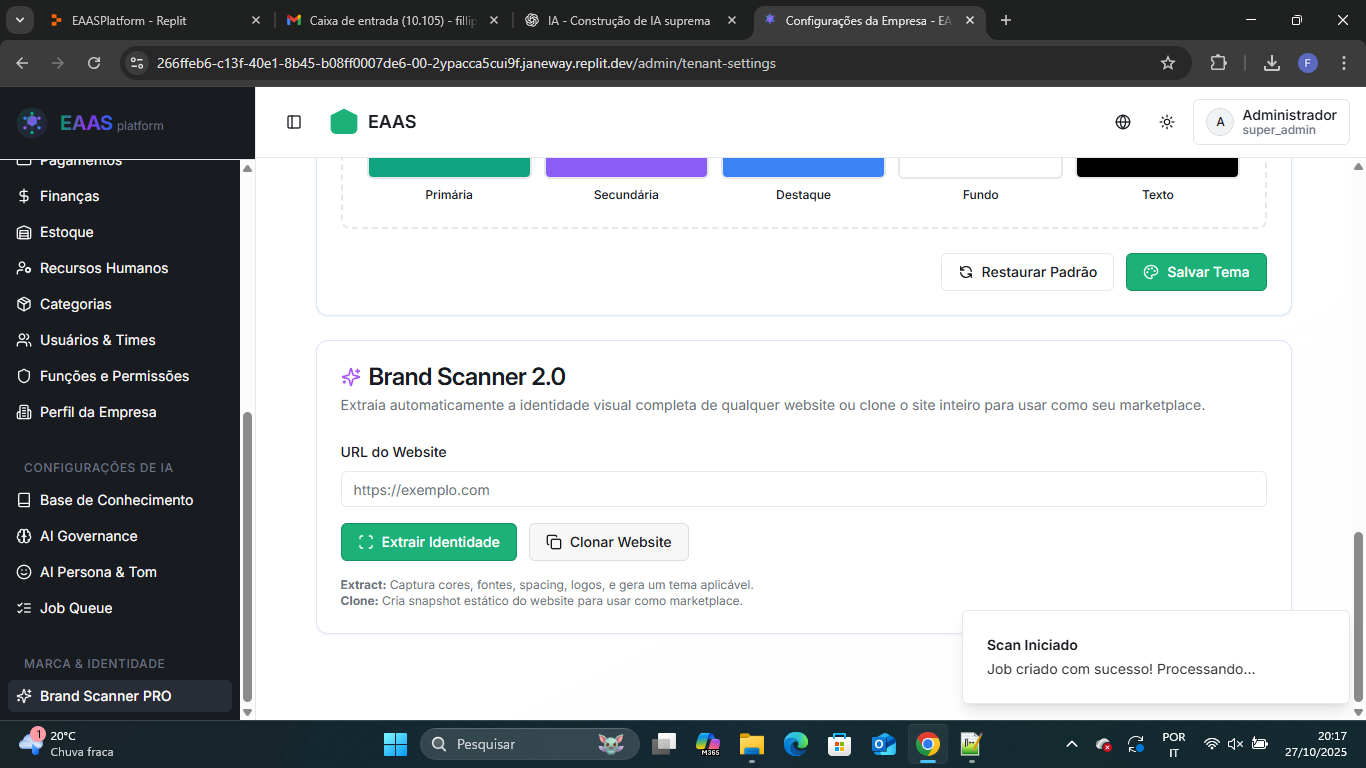 EAASPlatform - Replit
Caixa de entrada (10.105) - fillip
IA - Construção de IA suprema
Configurações da Empresa - EA
266ffeb6-c13f-40e1-8b45-b08ff0007de6-00-2ypacca5cui9f.janeway.replit.dev/admin/tenant-settings
F
EAAS platform
EAAS
A
Administrador
super_admin
Pagamentos
Finanças
Estoque
Recursos Humanos
Categorias
Usuários & Times
Funções e Permissões
Perfil da Empresa
CONFIGURAÇÕES DE IA
Base de Conhecimento
AI Governance
AI Persona & Tom
Job Queue
MARCA & IDENTIDADE
Brand Scanner PRO
Primária
Secundária
Destaque
Fundo
Texto
Restaurar Padrão
Salvar Tema
Brand Scanner 2.0
Extraia automaticamente a identidade visual completa de qualquer website ou clone o site inteiro para usar como seu marketplace.
URL do Website
https://exemplo.com
Extrair Identidade
Clonar Website
Extract: Captura cores, fontes, spacing, logos, e gera um tema aplicável.
Clone: Cria snapshot estático do website para usar como marketplace.
Scan Iniciado
Job criado com sucesso! Processando...
1
20°C
Chuva fraca
Pesquisar
M365
POR
IT
20:17
27/10/2025